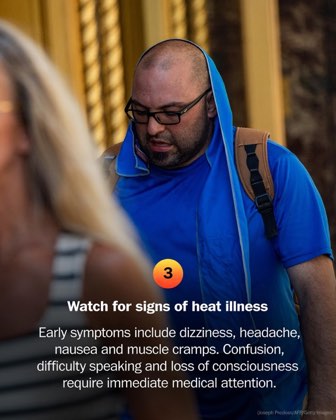 3
Watch for signs of heat illness
Early symptoms include dizziness, headache,
nausea and muscle cramps. Confusion,
difficulty speaking and loss of consciousness
require immediate medical attention.